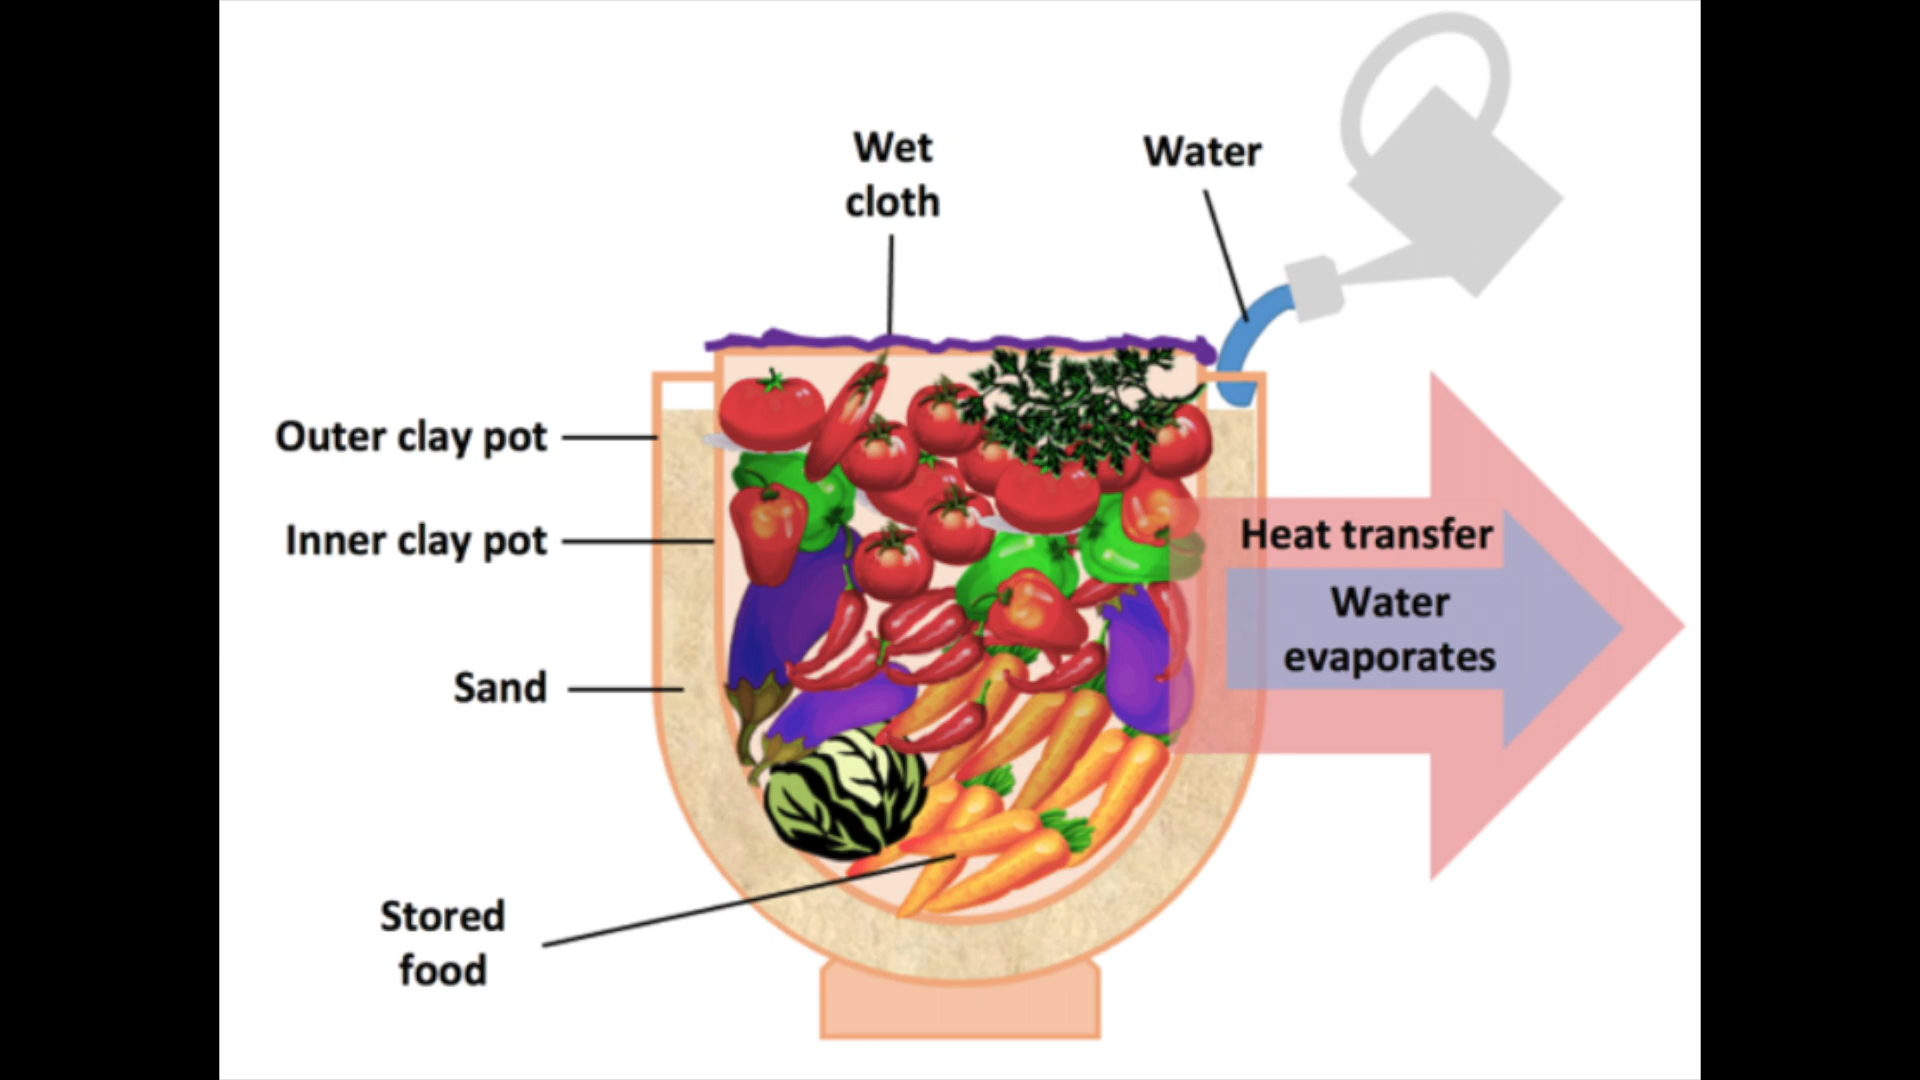 Wet
cloth
Water
Outer clay pot
Inner clay pot
Heat transfer
Water
evaporates
Sand
Stored
food